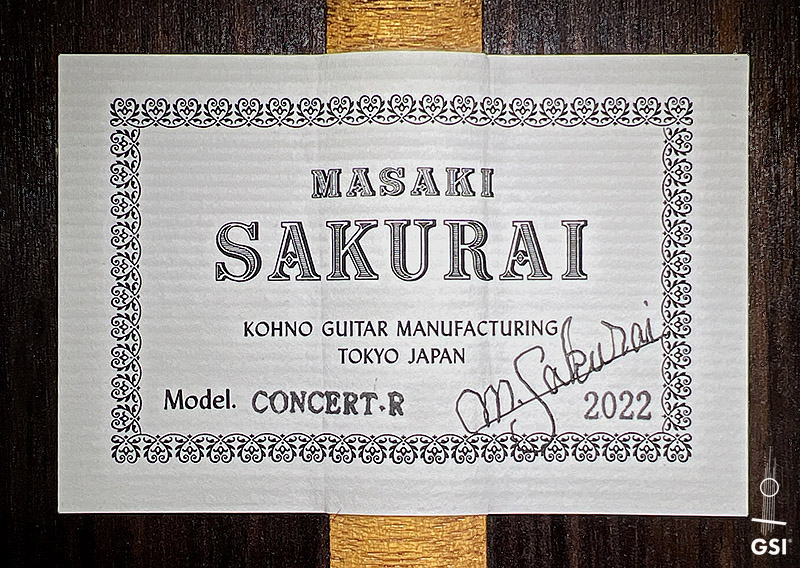 MASAKI
SAKURAI
KOHNO GUITAR MANUFACTURING
TOKYO JAPAN
Model. CONCERT-R
M. Sakurai
2022
GSI